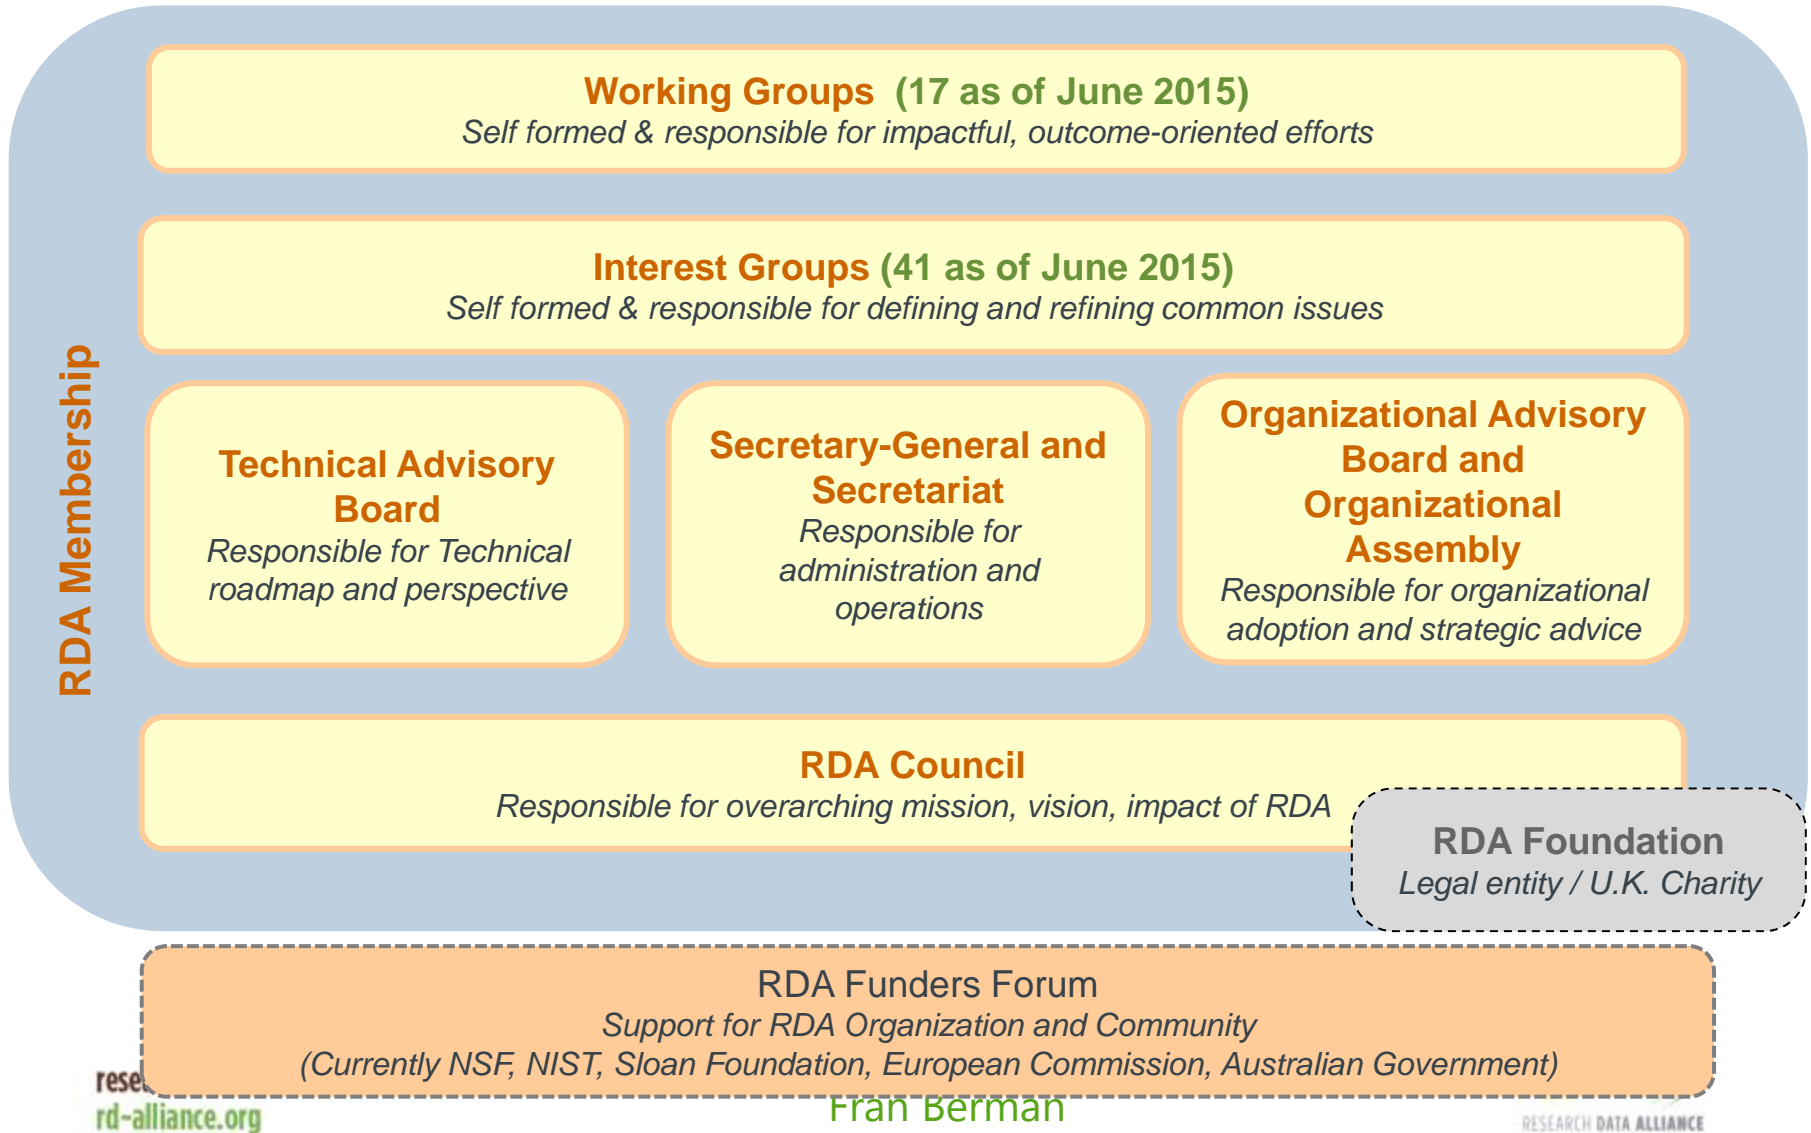 Working Groups (17 as of June 2015)
Self formed & responsible for impactful, outcome-oriented efforts
Interest Groups (41 as of June 2015)
Self formed & responsible for defining and refining common issues
RDA Membership
Technical Advisory
Board
Responsible for Technical
roadmap and perspective
Secretary-General and
Secretariat
Responsible for
administration and
operations
Organizational Advisory
Board and
Organizational
Assembly
Responsible for organizational
adoption and strategic advice
RDA Council
Responsible for overarching mission, vision, impact of RDA
RDA Foundation
Legal entity / U.K. Charity
RDA Funders Forum
Support for RDA Organization and Community
(Currently NSF, NIST, Sloan Foundation, European Commission, Australian Government)
rd-alliance.org
Fran Berman
RESEARCH DATA ALLIANCE